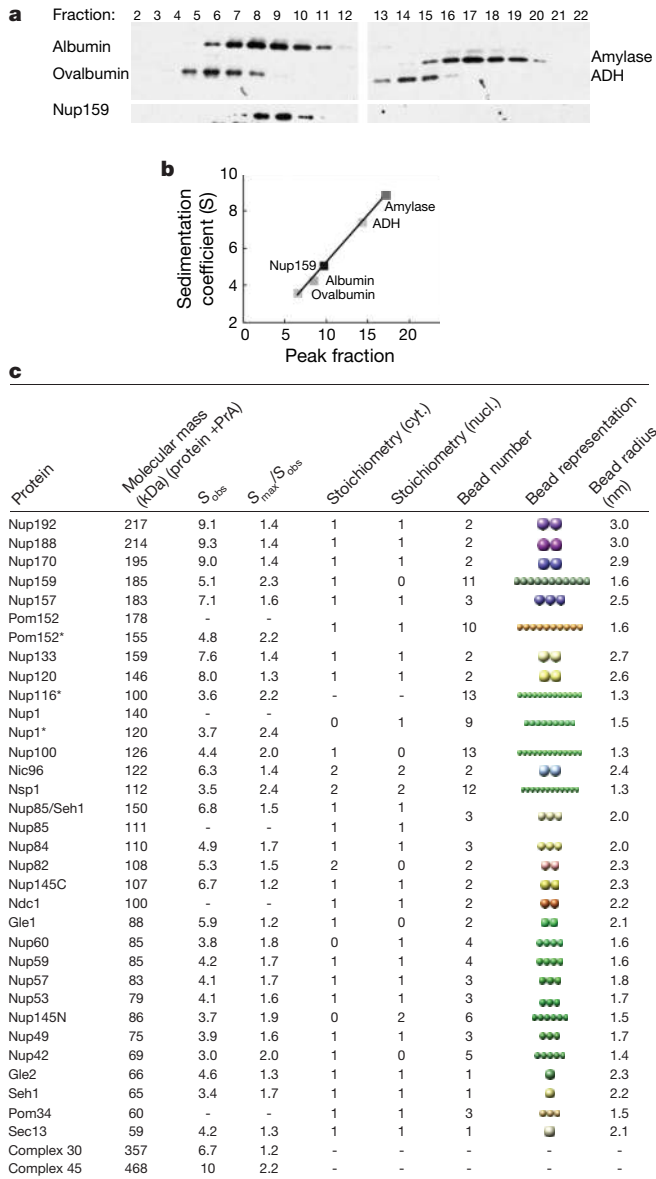 a Fraction: 2 3 4 5 6 7 8 9 10 11 12 13 14 15 16 17 18 19 20 21 22
Albumin
Ovalbumin
Amylase
ADH
Nup159
b
Sedimentation coefficient (S)
10
8
6
4
2
Amylase
ADH
Nup159
Albumin
Ovalbumin
0 5 10 15 20
Peak fraction
c
Protein
Molecular mass (kDa) (protein +PrA)
Sobs
Smax/Sobs
Stoichiometry (cyt.)
Stoichiometry (nucl.)
Bead number
Bead representation
Bead radius (nm)
Nup192 217 9.1 1.4 1 1 2 3.0
Nup188 214 9.3 1.4 1 1 2 3.0
Nup170 195 9.0 1.4 1 1 2 2.9
Nup159 185 5.1 2.3 1 0 11 1.6
Nup157 183 7.1 1.6 1 1 3 2.5
Pom152 178 - -
1 1 10 1.6
Pom152* 155 4.8 2.2
Nup133 159 7.6 1.4 1 1 2 2.7
Nup120 146 8.0 1.3 1 1 2 2.6
Nup116* 100 3.6 2.2 - - 13 1.3
Nup1 140 - -
0 1 9 1.5
Nup1* 120 3.7 2.4
Nup100 126 4.4 2.0 1 0 13 1.3
Nic96 122 6.3 1.4 2 2 2 2.4
Nsp1 112 3.5 2.4 2 2 12 1.3
Nup85/Seh1 150 6.8 1.5 1 1
3 2.0
Nup85 111 - - 1 1
Nup84 110 4.9 1.7 1 1 3 2.0
Nup82 108 5.3 1.5 2 0 2 2.3
Nup145C 107 6.7 1.2 1 1 2 2.3
Ndc1 100 - - 1 1 2 2.2
Gle1 88 5.9 1.2 1 0 2 2.1
Nup60 85 3.8 1.8 0 1 4 1.6
Nup59 85 4.2 1.7 1 1 4 1.6
Nup57 83 4.1 1.7 1 1 3 1.8
Nup53 79 4.1 1.6 1 1 3 1.7
Nup145N 86 3.7 1.9 0 2 6 1.5
Nup49 75 3.9 1.6 1 1 3 1.7
Nup42 69 3.0 2.0 1 0 5 1.4
Gle2 66 4.6 1.3 1 1 1 2.3
Seh1 65 3.4 1.7 1 1 1 2.2
Pom34 60 - - 1 1 3 1.5
Sec13 59 4.2 1.3 1 1 1 2.1
Complex 30 357 6.7 1.2 - - - - -
Complex 45 468 10 2.2 - - - - -